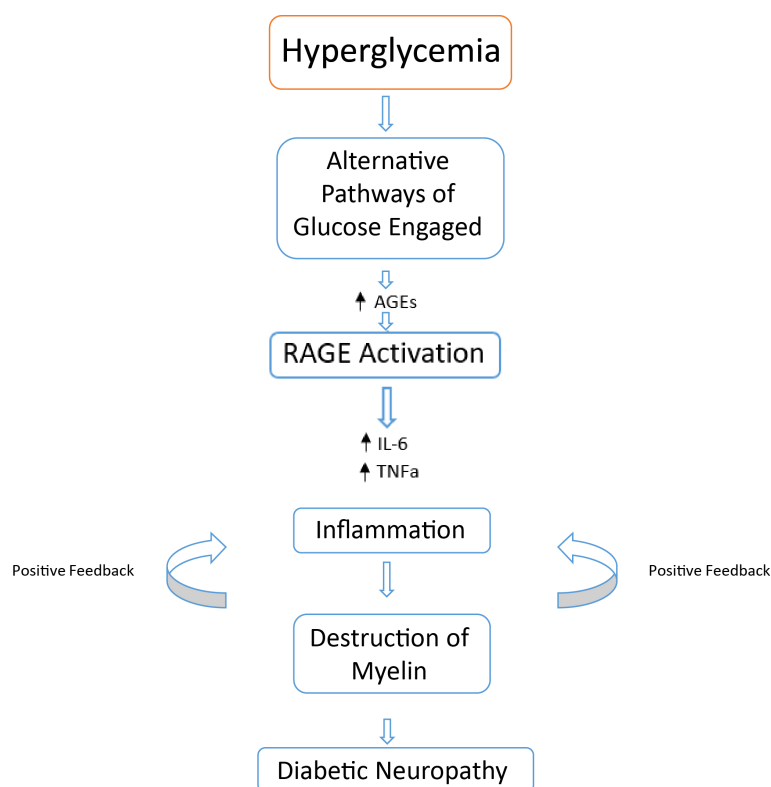 Hyperglycemia
Alternative
Pathways of
Glucose Engaged
AGEs
RAGE Activation
IL-6
TNFa
Inflammation
Positive Feedback
Positive Feedback
Destruction of
Myelin
Diabetic Neuropathy